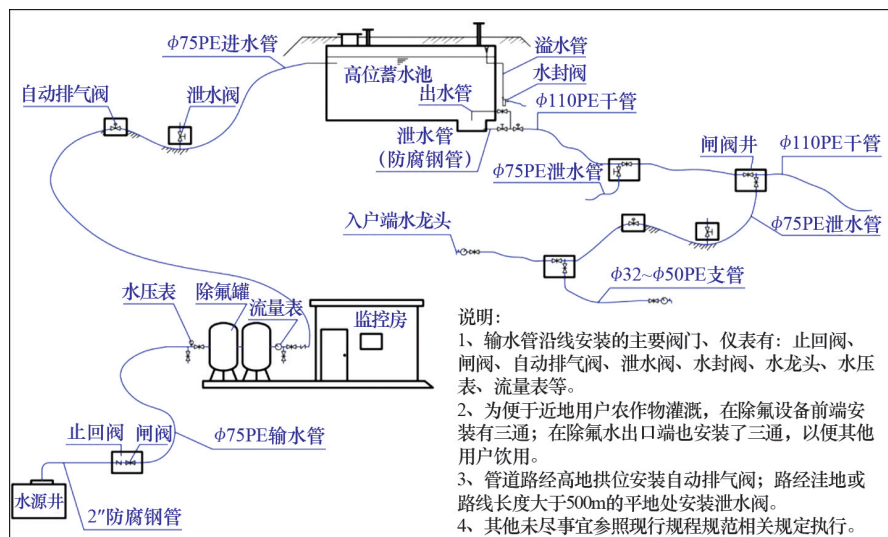 φ75PE进水管
溢水管
水封阀
高位蓄水池
出水管
自动排气阀
泄水阀
φ110PE干管
泄水管
(防腐钢管)
闸阀井
φ110PE干管
φ75PE泄水管
φ75PE泄水管
入户端水龙头
φ32~φ50PE支管
水压表
除氟罐
流量表
监控房
止回阀
闸阀
φ75PE输水管
水源井
2″防腐钢管
说明:
1、输水管沿线安装的主要阀门、仪表有: 止回阀、
闸阀、自动排气阀、泄水阀、水封阀、水龙头、水压
表、流量表等。
2、为便于近地用户农作物灌溉，在除氟设备前端安
装有三通；在除氟水出口端也安装了三通，以便其他
用户饮用。
3、管道路经高地拱位安装自动排气阀；路经洼地或
路线长度大于500m的平地处安装泄水阀。
4、其他未尽事宜参照现行规程规范相关规定执行。